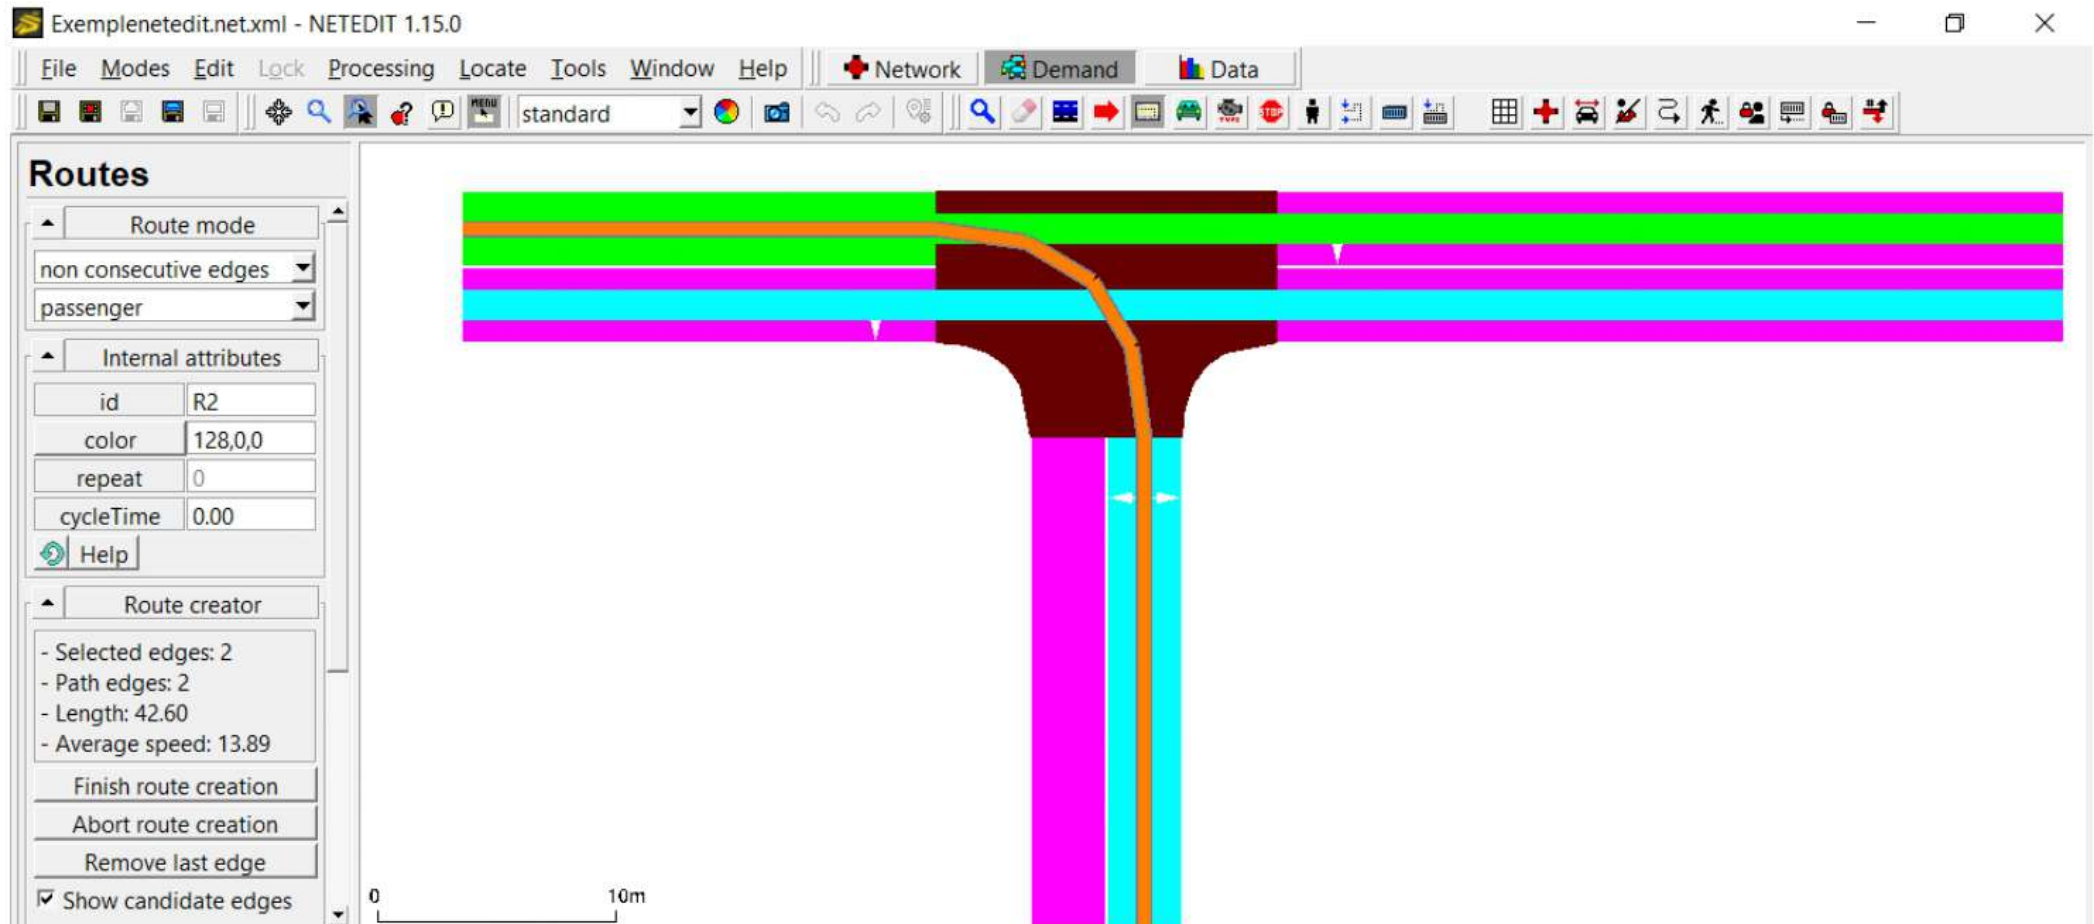 Exemplenetedit.net.xml - NETEDIT 1.15.0
File Modes Edit Lock Processing Locate Tools Window Help Network Demand Data
MENU standard TYPE STOP
Routes
Route mode
non consecutive edges
passenger
Internal attributes
id R2
color 128,0,0
repeat 0
cycleTime 0.00
Help
Route creator
- Selected edges: 2
- Path edges: 2
- Length: 42.60
- Average speed: 13.89
Finish route creation
Abort route creation
Remove last edge
Show candidate edges
0 10m